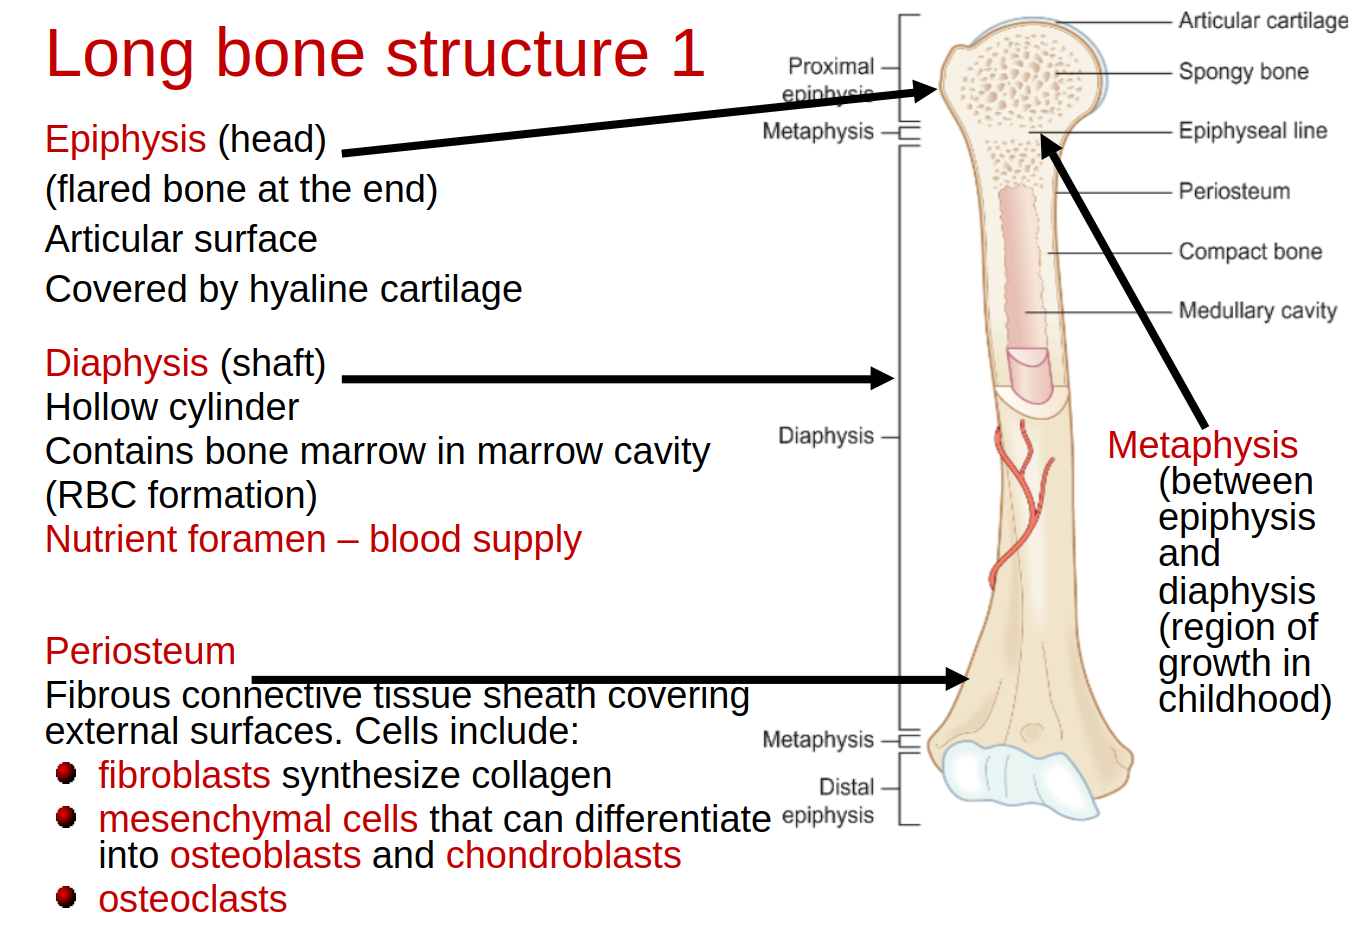 Long bone structure 1
Epiphysis (head)
(flared bone at the end)
Articular surface
Covered by hyaline cartilage
Diaphysis (shaft)
Hollow cylinder
Contains bone marrow in marrow cavity
(RBC formation)
Nutrient foramen – blood supply
Periosteum
Fibrous connective tissue sheath covering
external surfaces. Cells include:
fibroblasts synthesize collagen
mesenchymal cells that can differentiate
into osteoblasts and chondroblasts
osteoclasts
Proximal
epiphysis
Metaphysis
Diaphysis
Metaphysis
Distal
epiphysis
Articular cartilage
Spongy bone
Epiphyseal line
Periosteum
Compact bone
Medullary cavity
Metaphysis
(between
epiphysis
and
diaphysis
(region of
growth in
childhood)